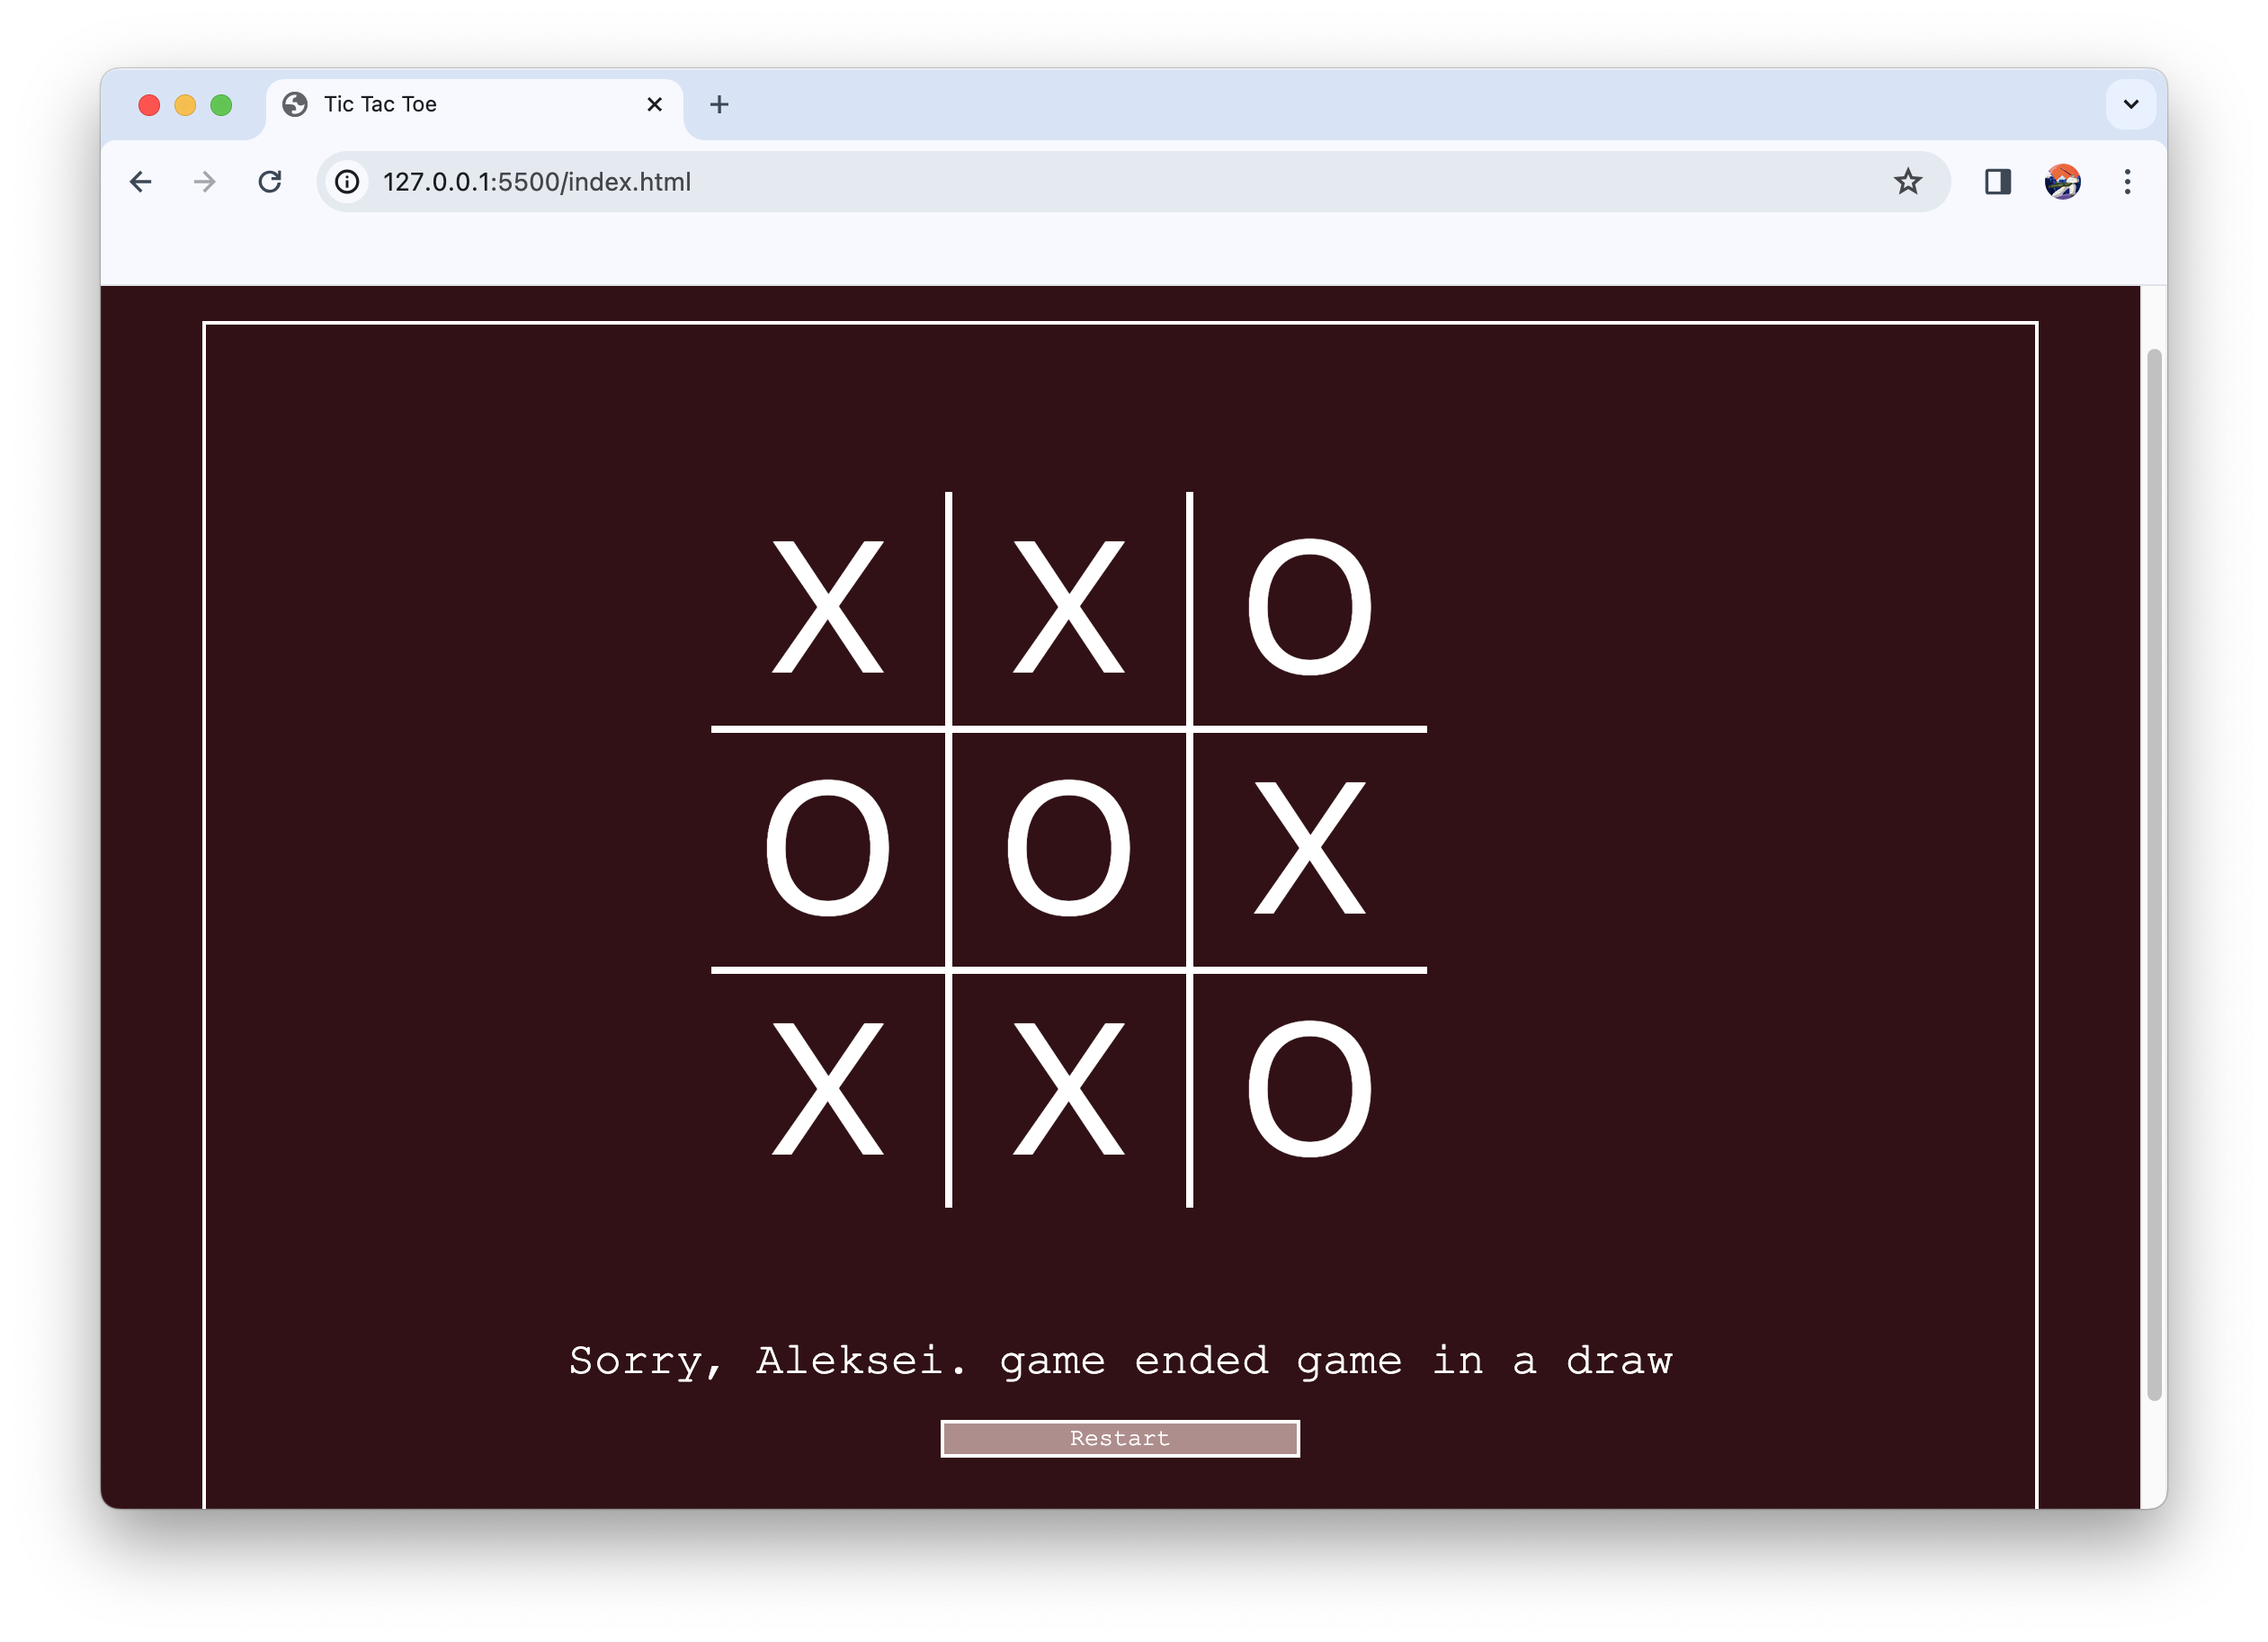 Tic Tac Toe
127.0.0.1:5500/index.html
X X O
O O X
X X O
Sorry, Aleksei. game ended game in a draw
Restart